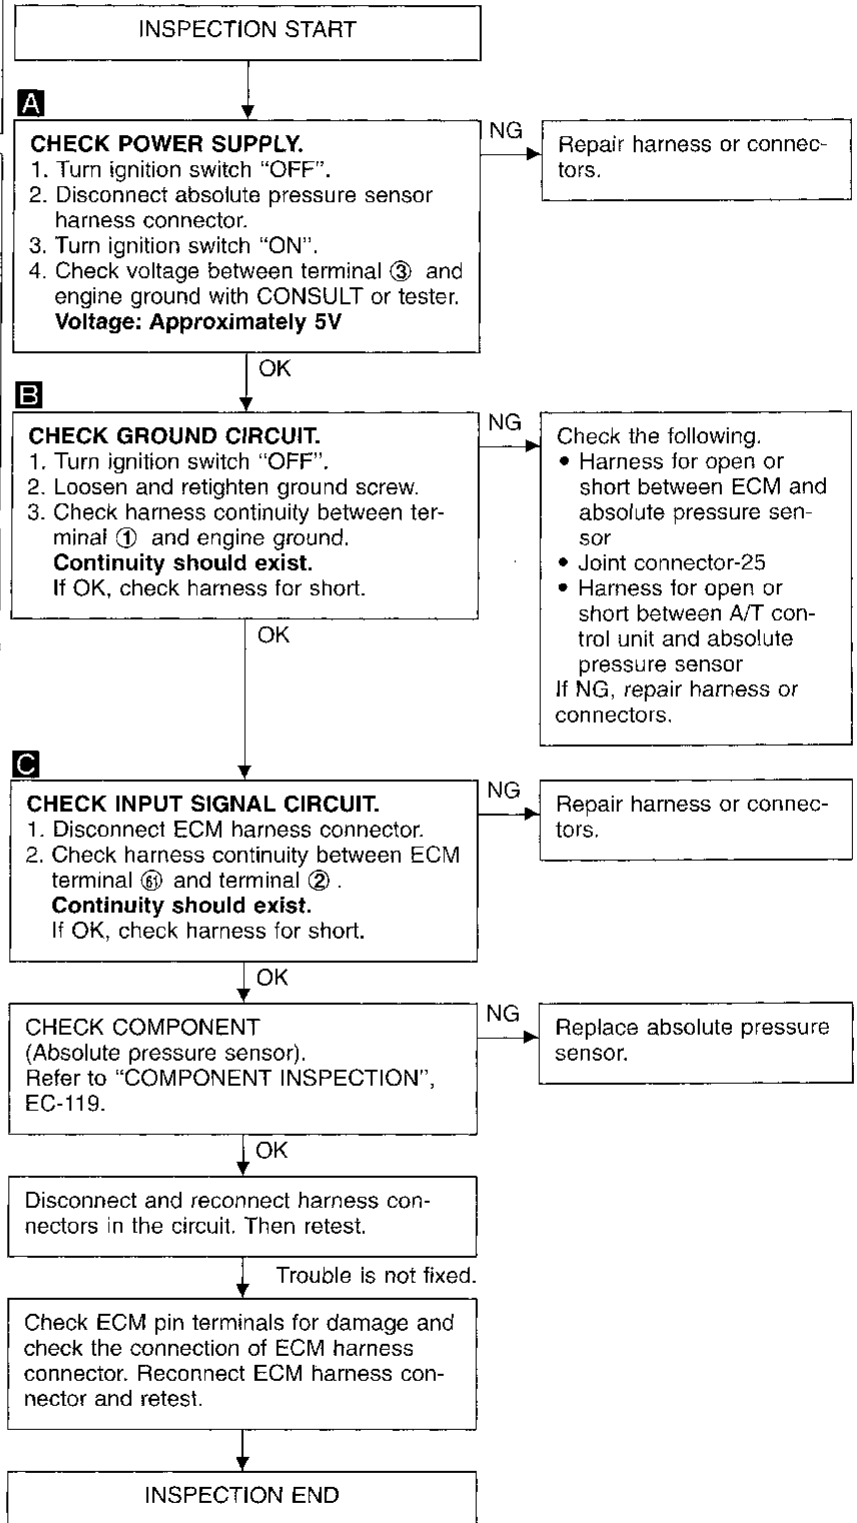 INSPECTION START
A
CHECK POWER SUPPLY.
1. Turn ignition switch “OFF”.
2. Disconnect absolute pressure sensor
harness connector.
3. Turn ignition switch “ON”.
4. Check voltage between terminal ③ and
engine ground with CONSULT or tester.
Voltage: Approximately 5V
NG
Repair harness or connec-
tors.
OK
B
CHECK GROUND CIRCUIT.
1. Turn ignition switch “OFF”.
2. Loosen and retighten ground screw.
3. Check harness continuity between ter-
minal ① and engine ground.
Continuity should exist.
If OK, check harness for short.
NG
Check the following.
• Harness for open or
short between ECM and
absolute pressure sen-
sor
• Joint connector-25
• Harness for open or
short between A/T con-
trol unit and absolute
pressure sensor
If NG, repair harness or
connectors.
OK
C
CHECK INPUT SIGNAL CIRCUIT.
1. Disconnect ECM harness connector.
2. Check harness continuity between ECM
terminal 61 and terminal ② .
Continuity should exist.
If OK, check harness for short.
NG
Repair harness or connec-
tors.
OK
CHECK COMPONENT
(Absolute pressure sensor).
Refer to “COMPONENT INSPECTION”,
EC-119.
NG
Replace absolute pressure
sensor.
OK
Disconnect and reconnect harness con-
nectors in the circuit. Then retest.
Trouble is not fixed.
Check ECM pin terminals for damage and
check the connection of ECM harness
connector. Reconnect ECM harness con-
nector and retest.
INSPECTION END